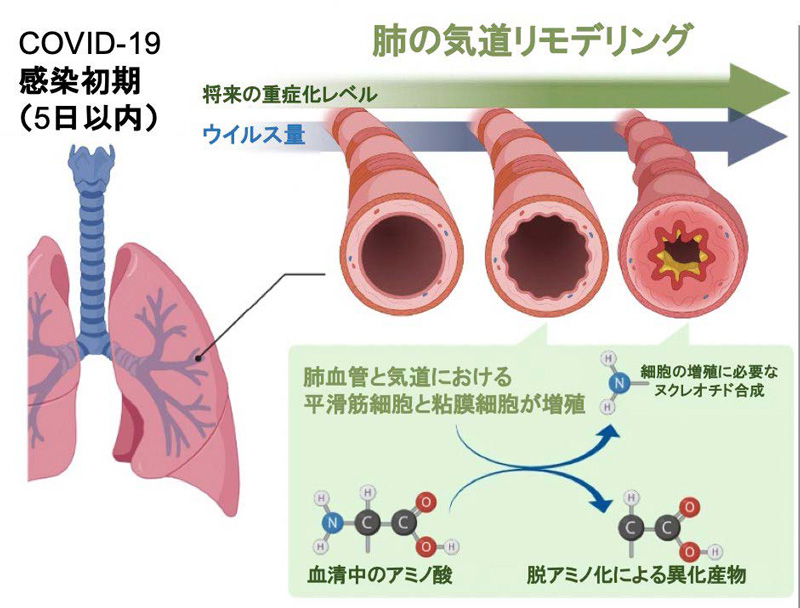 COVID-19
感染初期
（5日以内）
肺の気道リモデリング
将来の重症化レベル
ウイルス量
肺血管と気道における
平滑筋細胞と粘膜細胞が増殖
H
N
H
細胞の増殖に必要な
ヌクレオチド合成
H H O
N C C
H O H
血清中のアミノ酸
H O
C C
O H
脱アミノ化による異化産物